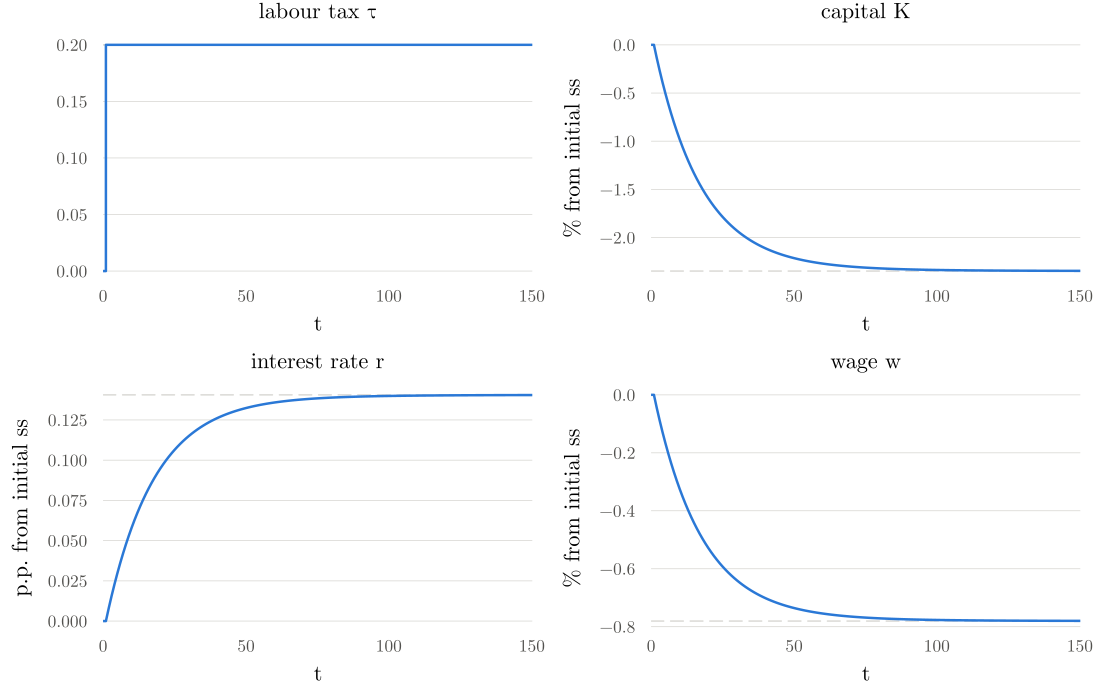 labour tax τ
0.20
0.15
0.10
0.05
0.00
0 50 100 150
t
capital K
% from initial ss
0.0
−0.5
−1.0
−1.5
−2.0
0 50 100 150
t
interest rate r
p.p. from initial ss
0.125
0.100
0.075
0.050
0.025
0.000
0 50 100 150
t
wage w
% from initial ss
0.0
−0.2
−0.4
−0.6
−0.8
0 50 100 150
t